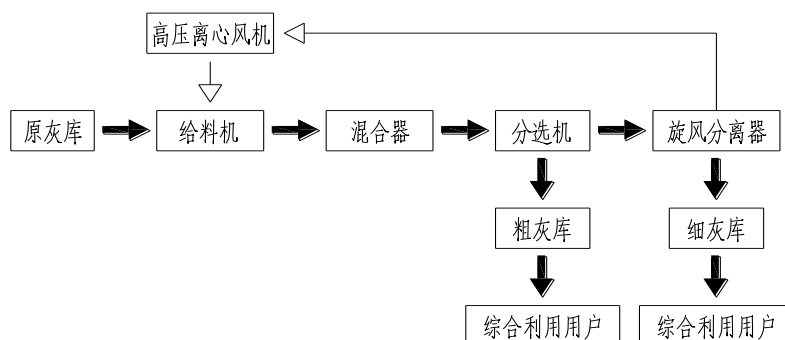 高压离心风机
原灰库
给料机
混合器
分选机
旋风分离器
粗灰库
细灰库
综合利用用户
综合利用用户